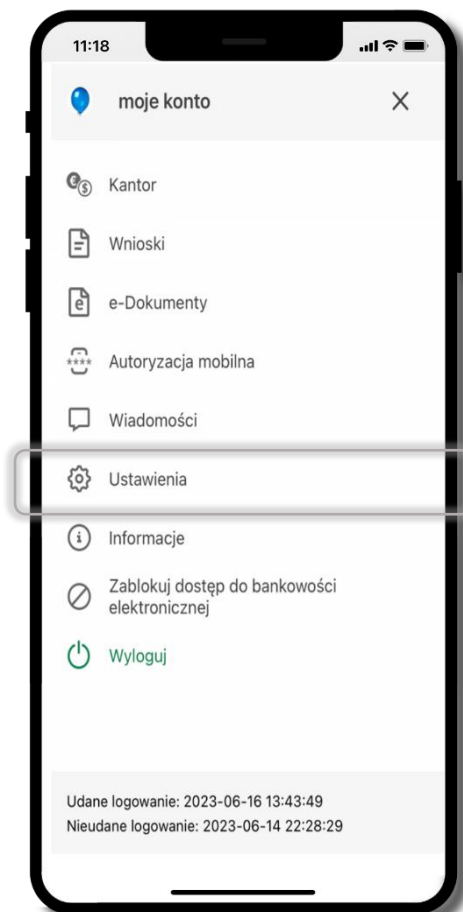 11:18
moje konto
Kantor
Wnioski
e-Dokumenty
Autoryzacja mobilna
Wiadomości
Ustawienia
Informacje
Zablokuj dostęp do bankowości
elektronicznej
Wyloguj
Udane logowanie: 2023-06-16 13:43:49
Nieudane logowanie: 2023-06-14 22:28:29